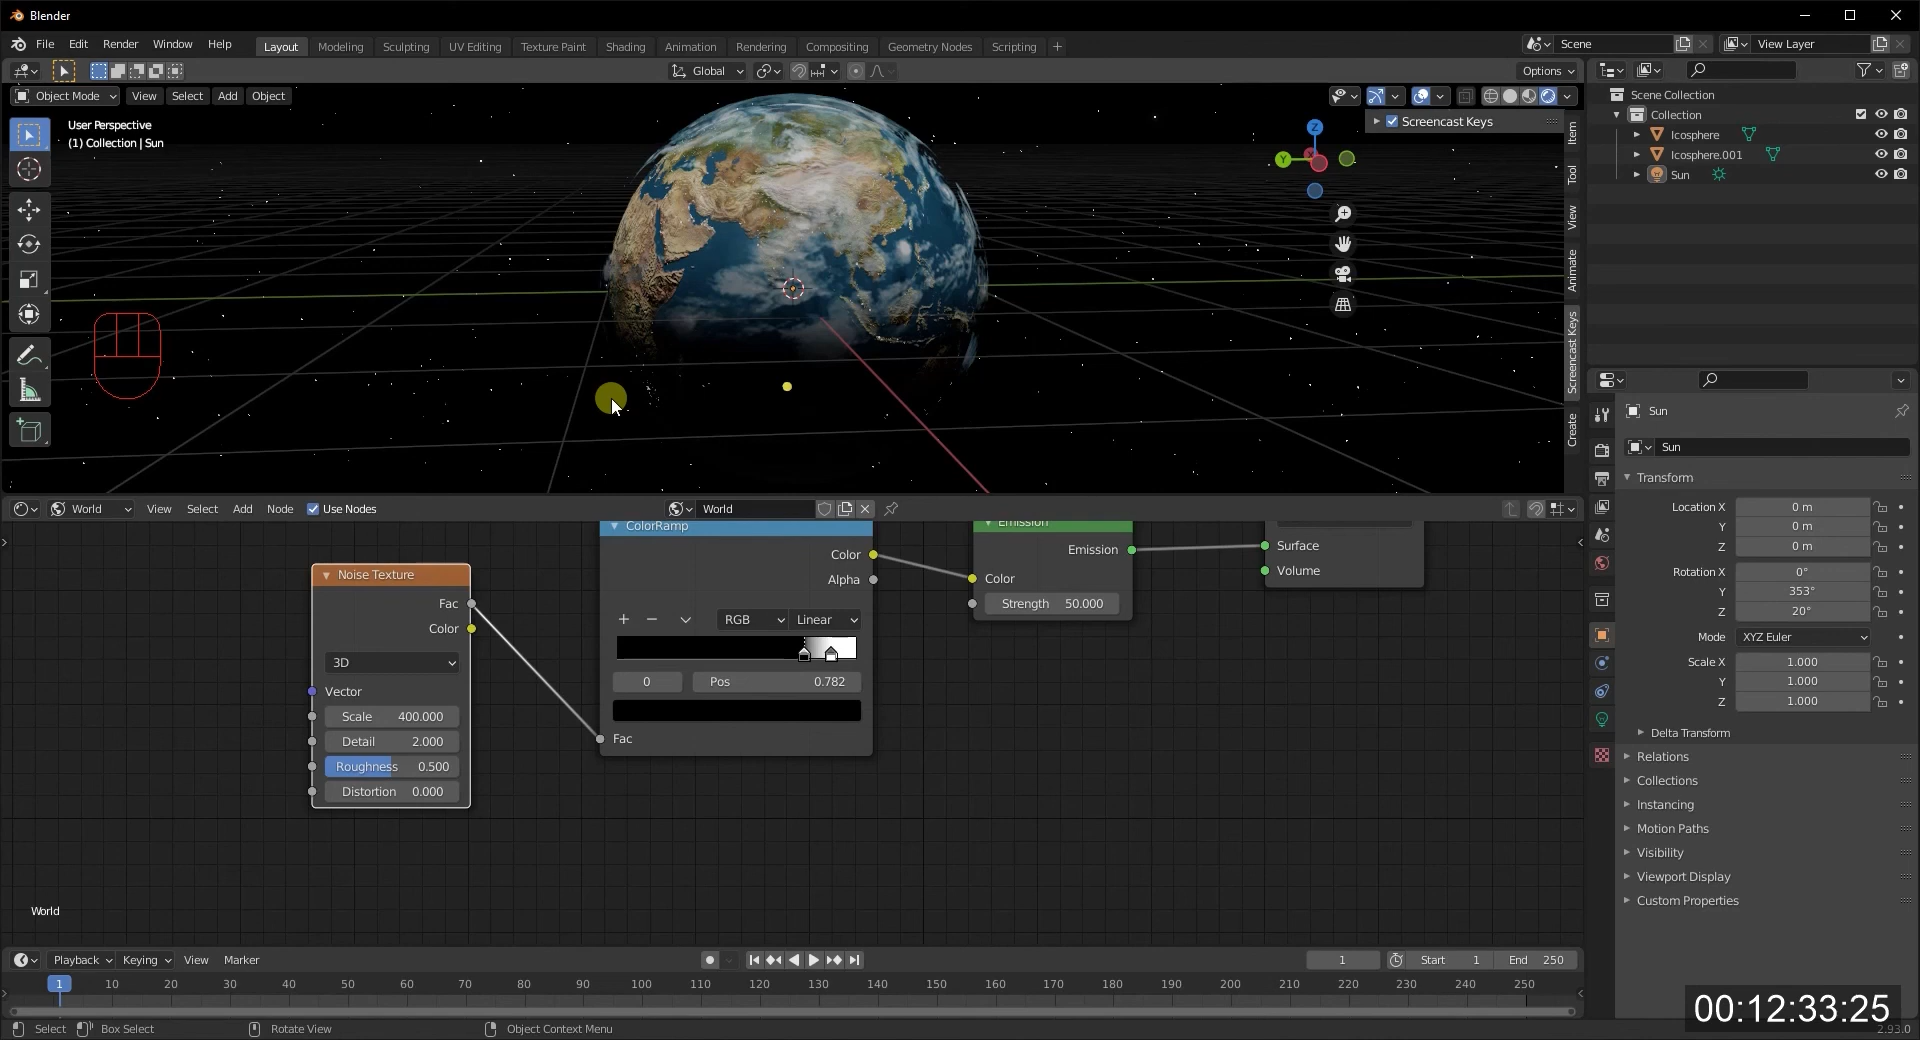 Blender
File Edit Render Window Help Layout Modeling Sculpting UV Editing Texture Paint Shading Animation Rendering Compositing Geometry Nodes Scripting + Scene View Layer
Global Options
Object Mode View Select Add Object
User Perspective
(1) Collection | Sun
Screencast Keys
Z
Y
X
Item
Tool
View
Animate
Screencast Keys
Create
Scene Collection
Collection
Icosphere
Icosphere.001
Sun
World View Select Add Node Use Nodes World
Noise Texture
Fac
Color
3D
Vector
Scale 400.000
Detail 2.000
Roughness 0.500
Distortion 0.000
ColorRamp
Color
Alpha
+ − RGB Linear
0 Pos 0.782
Fac
Emission
Emission
Color
Strength 50.000
Surface
Volume
World
Sun
Sun
Transform
Location X 0 m
Y 0 m
Z 0 m
Rotation X 0°
Y 353°
Z 20°
Mode XYZ Euler
Scale X 1.000
Y 1.000
Z 1.000
Delta Transform
Relations
Collections
Instancing
Motion Paths
Visibility
Viewport Display
Custom Properties
Playback Keying View Marker 1 Start 1 End 250
1 10 20 30 40 50 60 70 80 90 100 110 120 130 140 150 160 170 180 190 200 210 220 230 240 250
Select Box Select Rotate View Object Context Menu
00:12:33:25
2.93.0